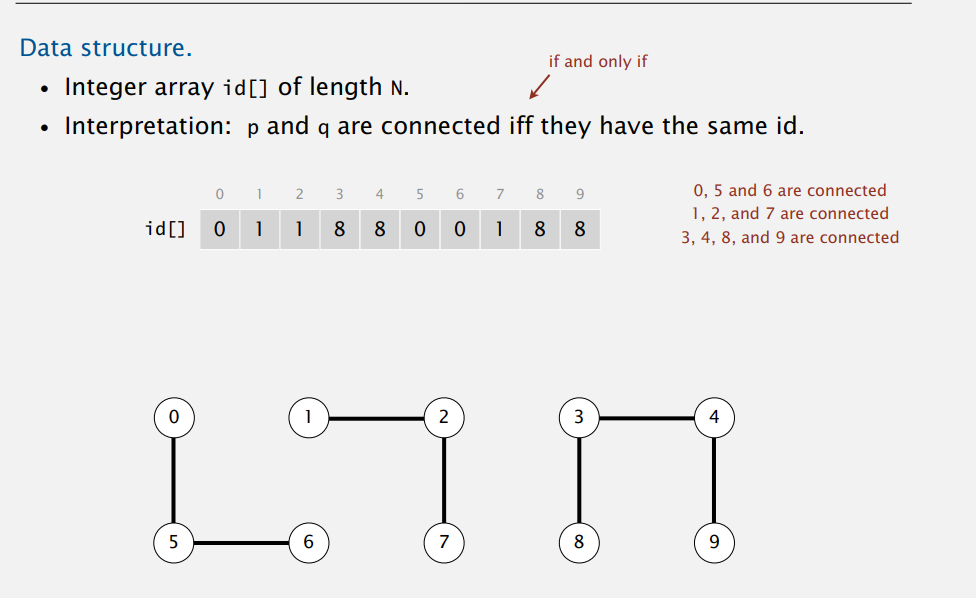 Data structure.
if and only if
• Integer array id[] of length N.
• Interpretation: p and q are connected iff they have the same id.
0 1 2 3 4 5 6 7 8 9
id[] 0 1 1 8 8 0 0 1 8 8
0, 5 and 6 are connected
1, 2, and 7 are connected
3, 4, 8, and 9 are connected
0 1 2 3 4
5 6 7 8 9